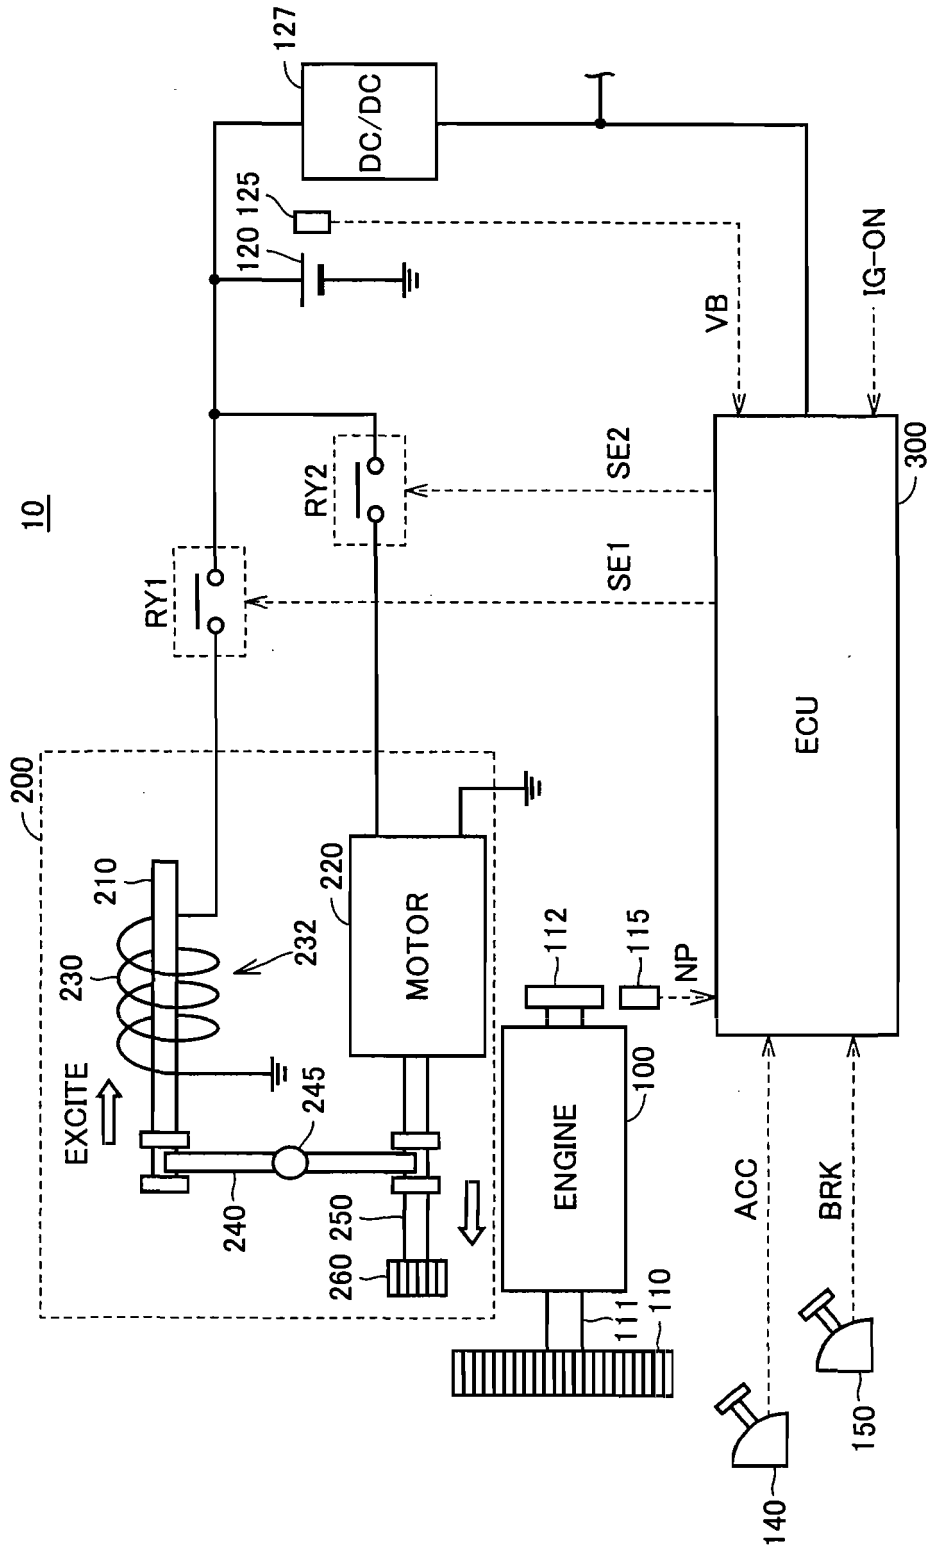 10
200
EXCITE
230
210
232
240
245
250
260
220
MOTOR
RY1
RY2
120
125
127
DC/DC
110
111
ENGINE
100
112
115
NP
SE1
SE2
VB
IG-ON
ECU
300
ACC
BRK
140
150